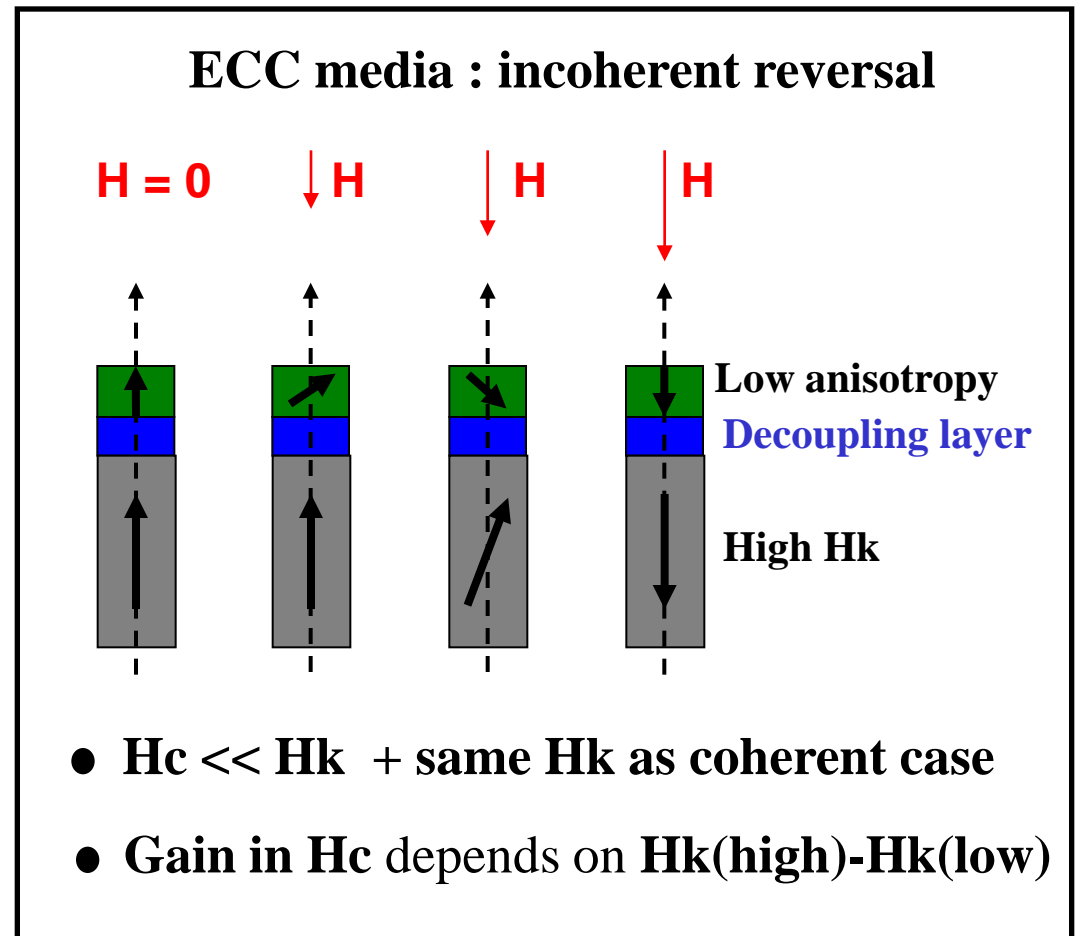 ECC media : incoherent reversal
H = 0 H H H
Low anisotropy
Decoupling layer
High Hk
● Hc << Hk + same Hk as coherent case
● Gain in Hc depends on Hk(high)-Hk(low)